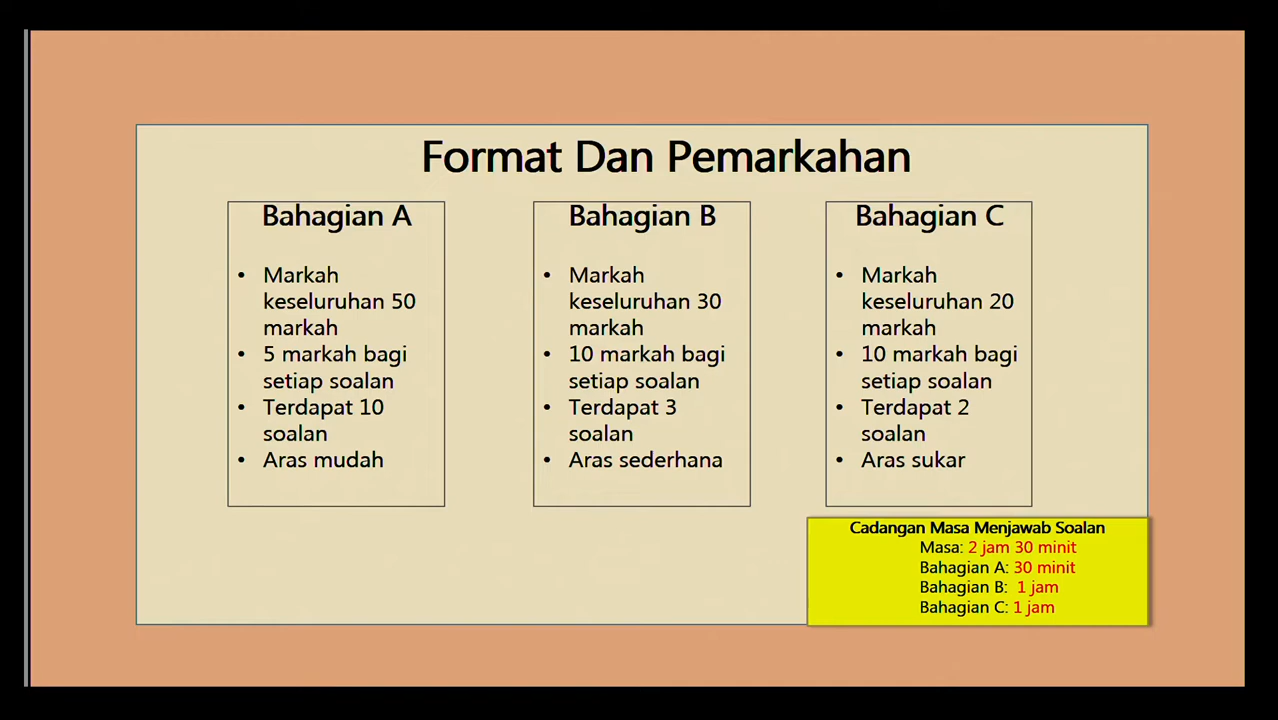 Format Dan Pemarkahan
Bahagian A
• Markah
keseluruhan 50
markah
• 5 markah bagi
setiap soalan
• Terdapat 10
soalan
• Aras mudah
Bahagian B
• Markah
keseluruhan 30
markah
• 10 markah bagi
setiap soalan
• Terdapat 3
soalan
• Aras sederhana
Bahagian C
• Markah
keseluruhan 20
markah
• 10 markah bagi
setiap soalan
• Terdapat 2
soalan
• Aras sukar
Cadangan Masa Menjawab Soalan
Masa: 2 jam 30 minit
Bahagian A: 30 minit
Bahagian B: 1 jam
Bahagian C: 1 jam